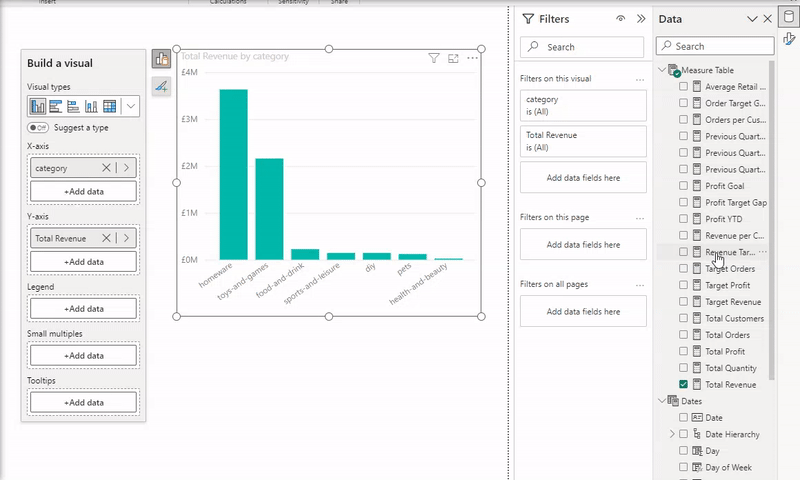 Insert
Calculations
Sensitivity
Share
Build a visual
Visual types
Off
Suggest a type
X-axis
category
+Add data
Y-axis
Total Revenue
+Add data
Legend
+Add data
Small multiples
+Add data
Tooltips
+Add data
Total Revenue by category
£4M
£3M
£2M
£1M
£0M
homeware
toys-and-games
food-and-drink
sports-and-leisure
diy
pets
health-and-beauty
Filters
Search
Filters on this visual
category
is (All)
Total Revenue
is (All)
Add data fields here
Filters on this page
Add data fields here
Filters on all pages
Add data fields here
Data
Search
Measure Table
Average Retail ...
Order Target G...
Orders per Cus...
Previous Quart...
Previous Quart...
Previous Quart...
Profit Goal
Profit Target Gap
Profit YTD
Revenue per C...
Revenue Tar...
Target Orders
Target Profit
Target Revenue
Total Customers
Total Orders
Total Profit
Total Quantity
Total Revenue
Dates
Date
Date Hierarchy
Day
Day of Week